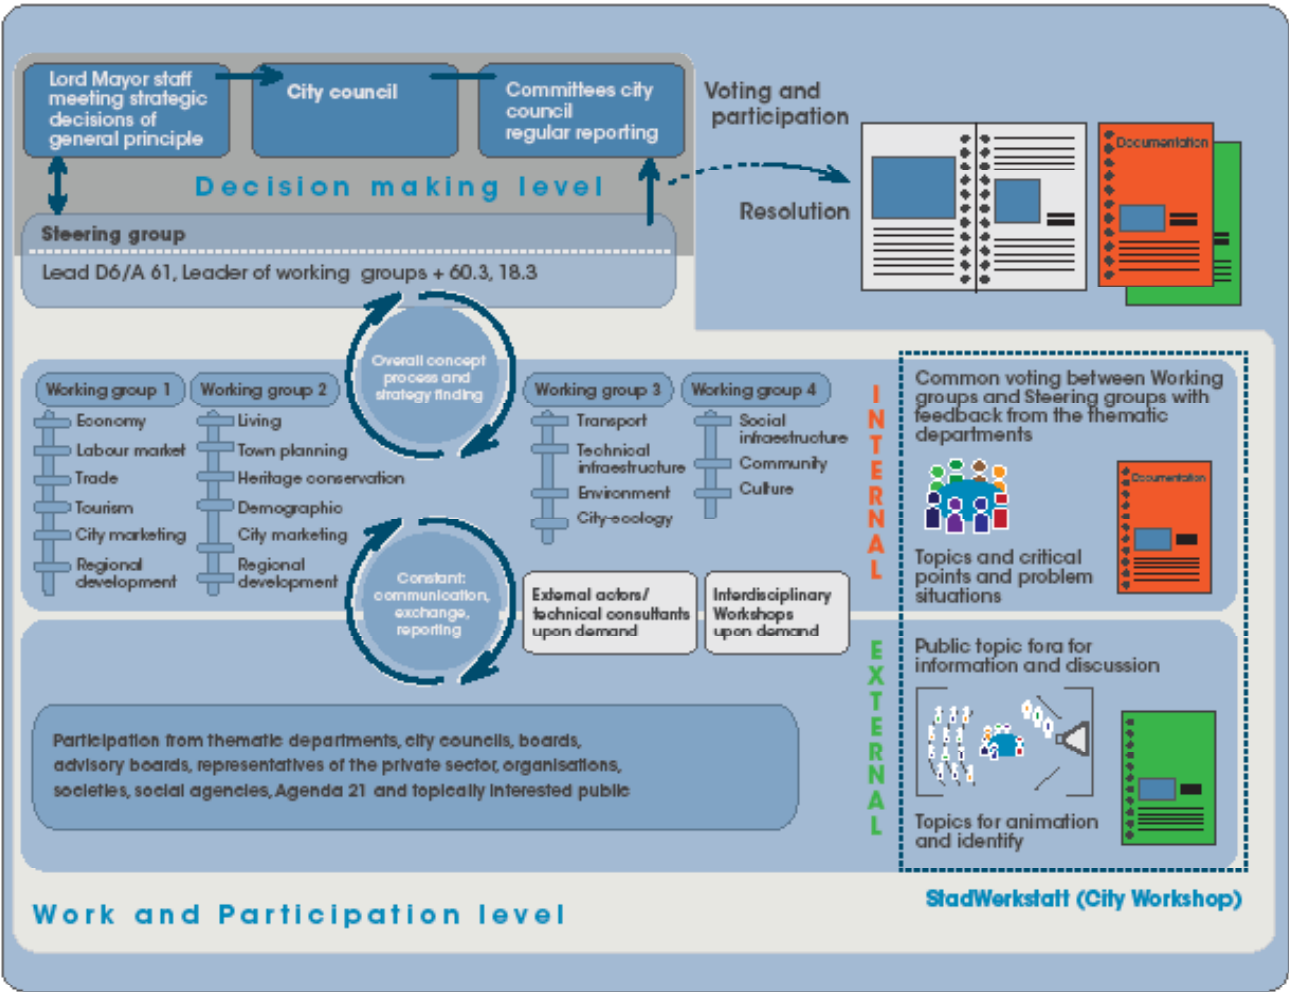 Lord Mayor staff
meeting strategic
decisions of
general principle
City council
Committees city
council
regular reporting
Voting and
participation
Resolution
Documentation
Decision making level
Steering group
Lead D6/A 61, Leader of working groups + 60.3, 18.3
Overall concept
process and
strategy finding
Working group 1
Economy
Labour market
Trade
Tourism
City marketing
Regional
development
Working group 2
Living
Town planning
Heritage conservation
Demographic
City marketing
Regional
development
Working group 3
Transport
Technical
infraestructure
Environment
City-ecology
Working group 4
Social
infraestructure
Community
Culture
Constant:
communication,
exchange,
reporting
External actors/
technical consultants
upon demand
Interdisciplinary
Workshops
upon demand
INTERNAL
Common voting between Working
groups and Steering groups with
feedback from the thematic
departments
Documentation
Topics and critical
points and problem
situations
EXTERNAL
Public topic fora for
information and discussion
Topics for animation
and identify
Participation from thematic departments, city councils, boards,
advisory boards, representatives of the private sector, organisations,
societies, social agencies, Agenda 21 and topically interested public
StadWerkstatt (City Workshop)
Work and Participation level